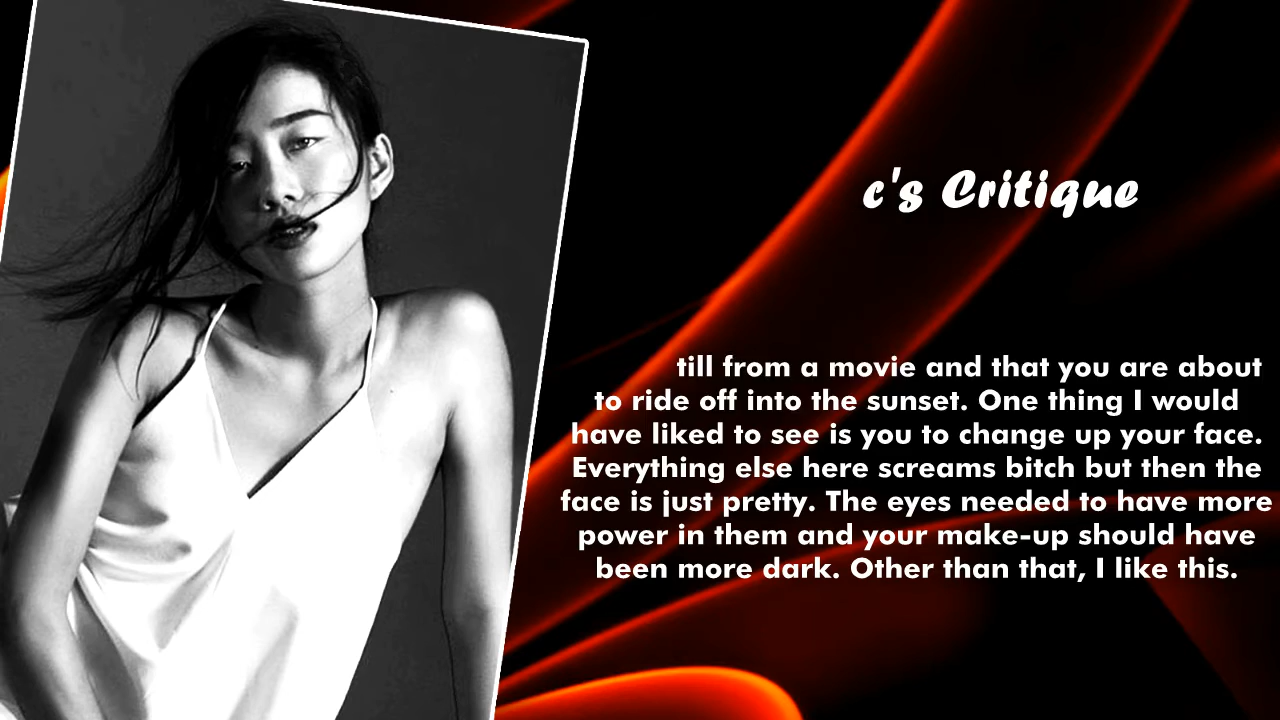 c's Critique
till from a movie and that you are about
to ride off into the sunset. One thing I would
have liked to see is you to change up your face.
Everything else here screams bitch but then the
face is just pretty. The eyes needed to have more
power in them and your make-up should have
been more dark. Other than that, I like this.